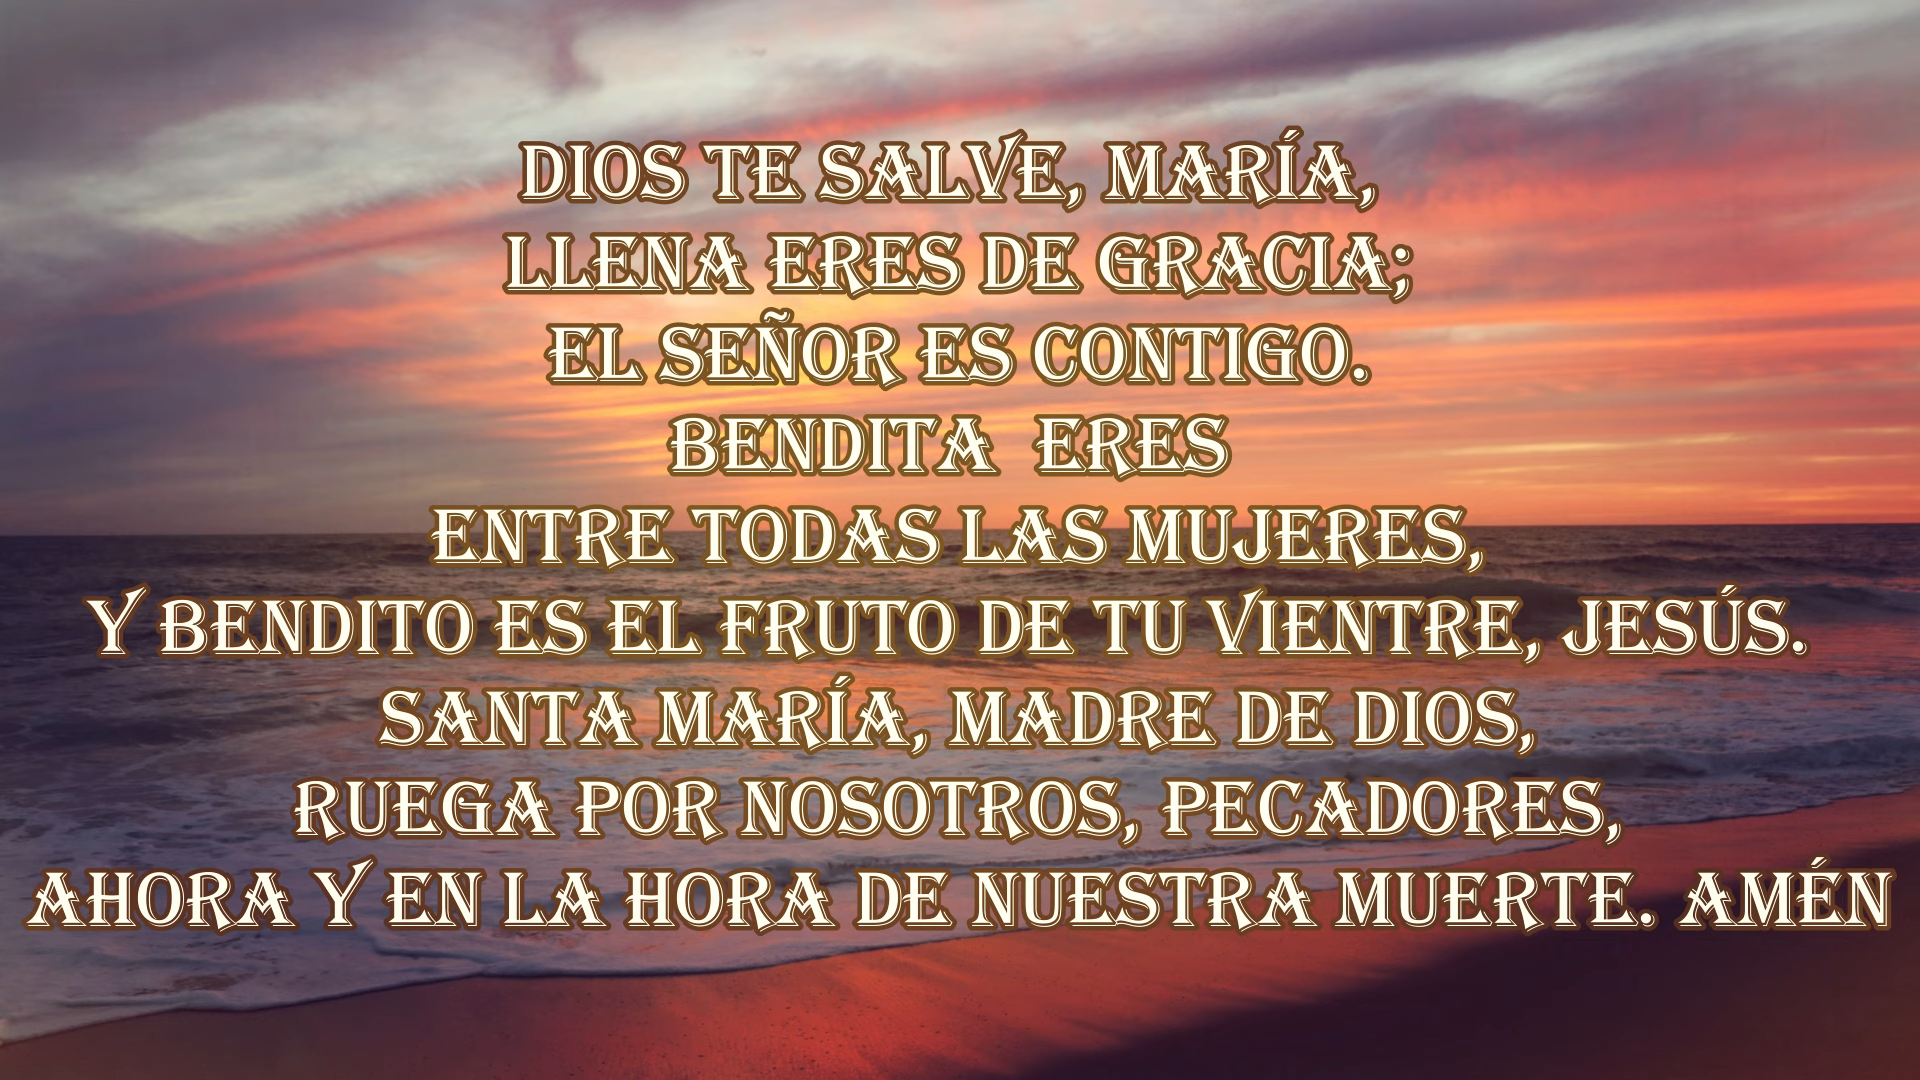 DIOS TE SALVE, MARÍA,
LLENA ERES DE GRACIA;
EL SEÑOR ES CONTIGO.
BENDITA  ERES
ENTRE TODAS LAS MUJERES,
Y BENDITO ES EL FRUTO DE TU VIENTRE, JESÚS.
SANTA MARÍA, MADRE DE DIOS,
RUEGA POR NOSOTROS, PECADORES,
AHORA Y EN LA HORA DE NUESTRA MUERTE. AMÉN